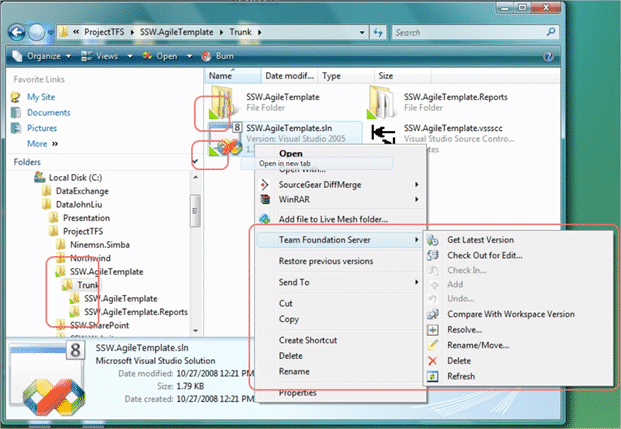 « ProjectTFS ▸ SSW.AgileTemplate ▸ Trunk ▸
Search
Organize Views Open Burn
Favorite Links
My Site
Documents
Pictures
More »
Folders
Local Disk (C:)
DataExchange
DataJohnLiu
Presentation
ProjectTFS
Ninemsn.Simba
Northwind
SSW.AgileTemplate
Trunk
SSW.AgileTemplate
SSW.AgileTemplate.Reports
SSW.SharePoint
Name Date modif... Type Size
SSW.AgileTemplate
File Folder
SSW.AgileTemplate.Reports
File Folder
8
SSW.AgileTemplate.sln
Version: Visual Studio 2005
SSW.AgileTemplate.vssscc
Visual Studio Source Contro...
Open
Open in new tab
Open With...
SourceGear DiffMerge
WinRAR
Add file to Live Mesh folder...
Team Foundation Server
Restore previous versions
Send To
Cut
Copy
Create Shortcut
Delete
Rename
Properties
Get Latest Version
Check Out for Edit...
Check In...
Add
Undo...
Compare With Workspace Version
Resolve...
Rename/Move...
Delete
Refresh
8
SSW.AgileTemplate.sln
Microsoft Visual Studio Solution
Date modified: 10/27/2008 12:21 PM
Size: 1.79 KB
Date created: 10/27/2008 12:21 PM